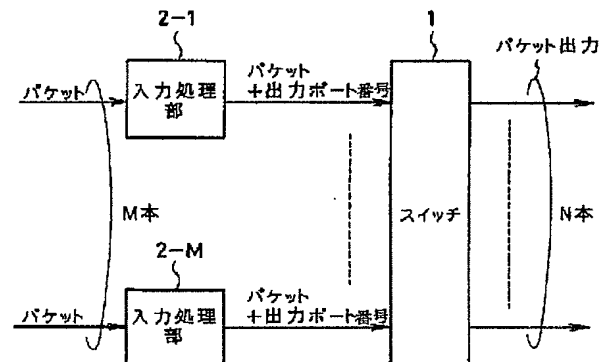 2-1
1
パケット出力
パケット
入力処理部
パケット
+出力ポート番号
M本
スイッチ
N本
2-M
パケット
入力処理部
パケット
+出力ポート番号